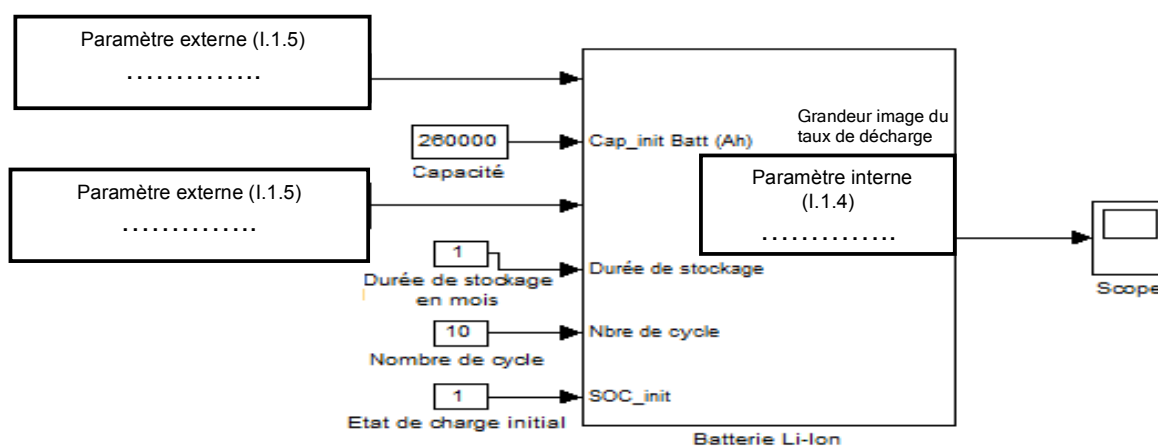 Paramètre externe (I.1.5)
..............
260000
Capacité
Paramètre externe (I.1.5)
..............
1
Durée de stockage
en mois
10
Nombre de cycle
1
Etat de charge initial
Cap_init Batt (Ah)
Grandeur image du
taux de décharge
Paramètre interne
(I.1.4)
..............
Durée de stockage
Nbre de cycle
SOC_init
Batterie Li-Ion
Scope